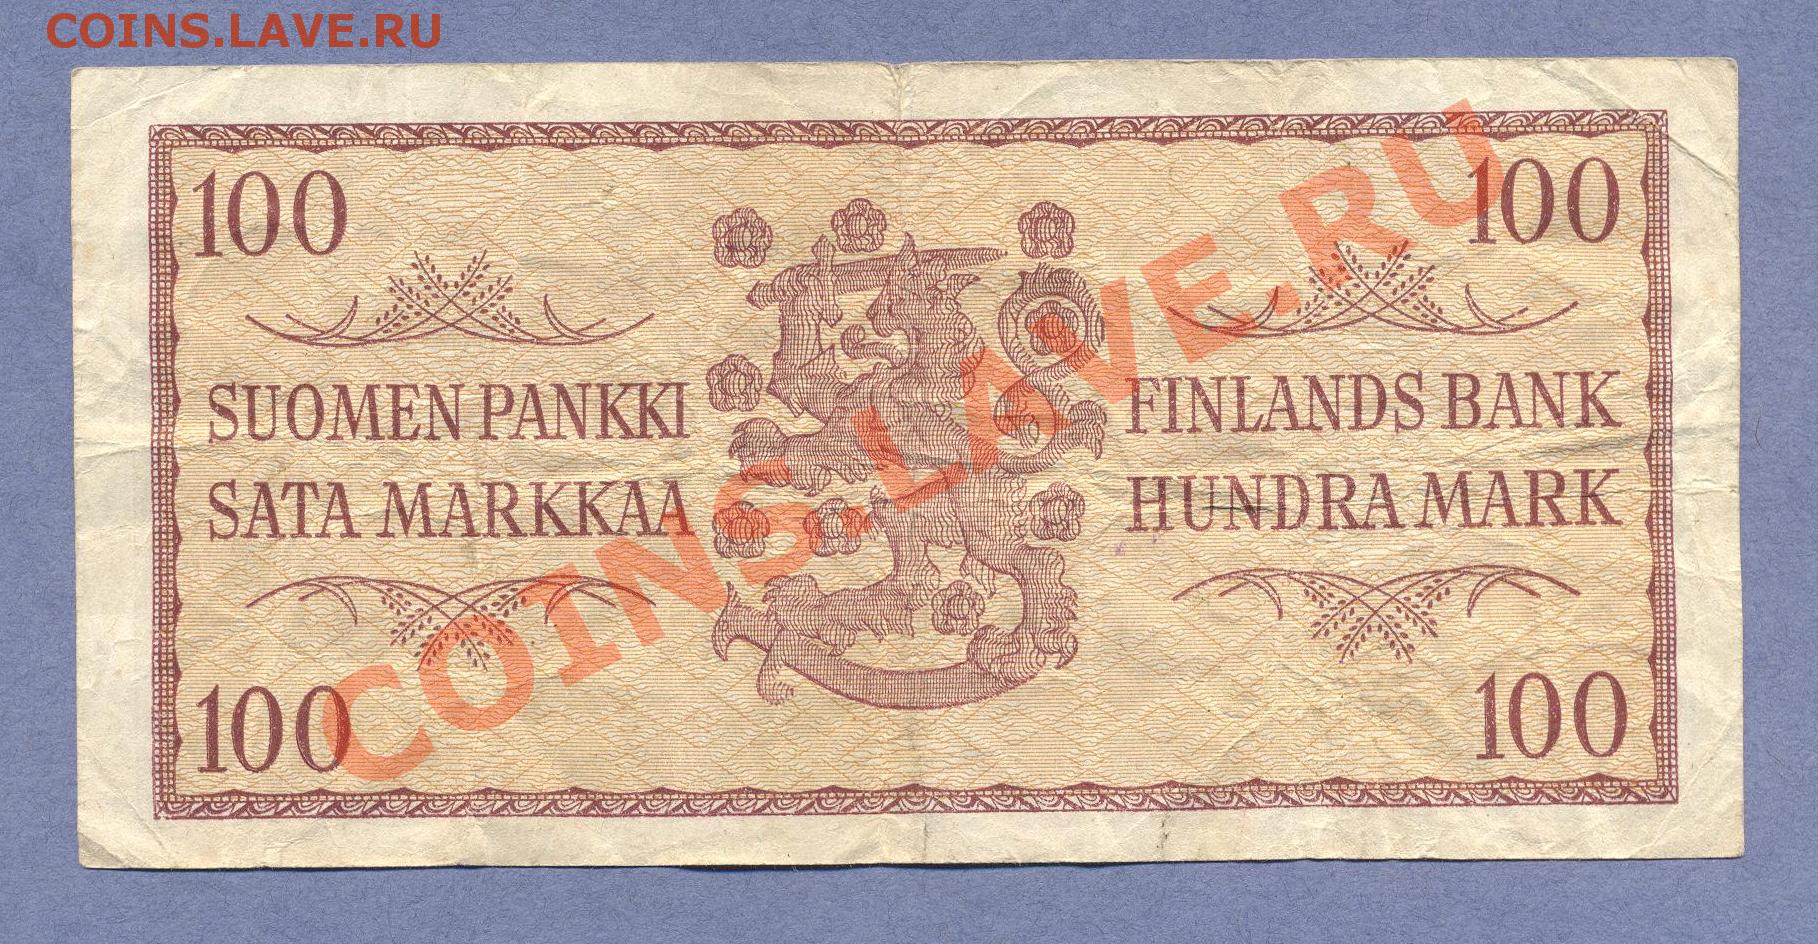 COINS.LAVE.RU
100 100
SUOMEN PANKKI FINLANDS BANK
SATA MARKKAA HUNDRA MARK
100 100
COINS.LAVE.RU